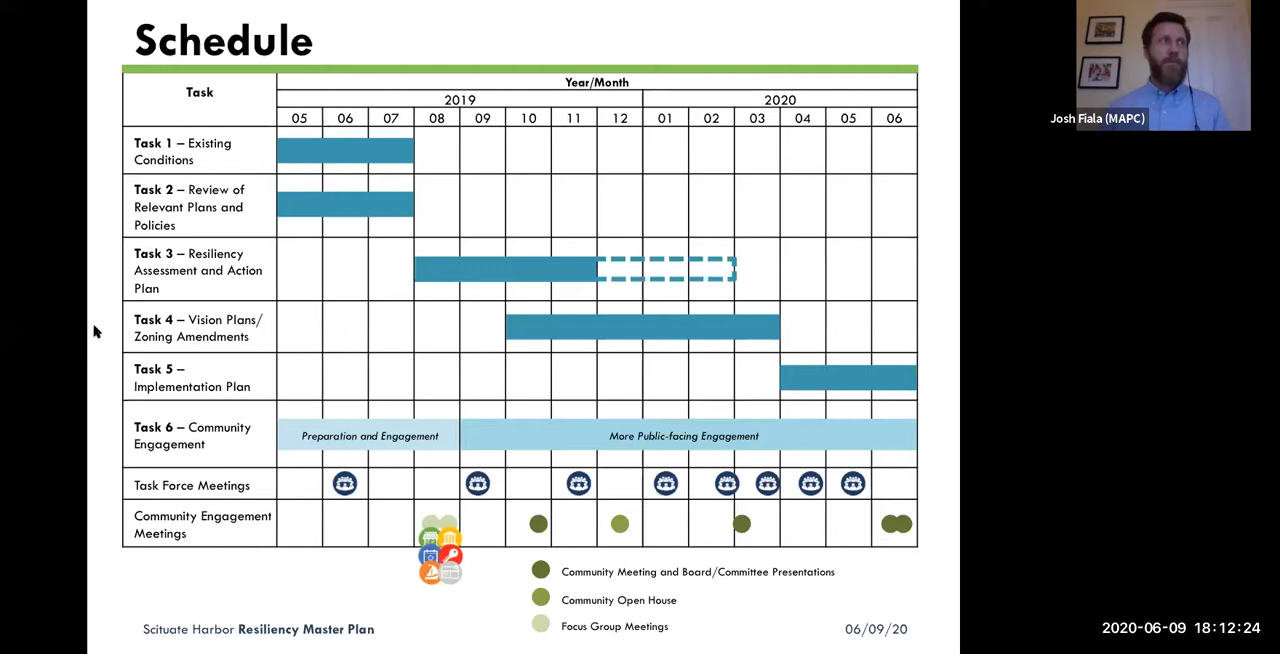 Schedule
Task
Year/Month
2019
2020
05 06 07 08 09 10 11 12 01 02 03 04 05 06
Task 1 – Existing
Conditions
Task 2 – Review of
Relevant Plans and
Policies
Task 3 – Resiliency
Assessment and Action
Plan
Task 4 – Vision Plans/
Zoning Amendments
Task 5 –
Implementation Plan
Task 6 – Community
Engagement
Preparation and Engagement
More Public-facing Engagement
Task Force Meetings
Community Engagement
Meetings
Community Meeting and Board/Committee Presentations
Community Open House
Focus Group Meetings
Scituate Harbor Resiliency Master Plan
06/09/20
Josh Fiala (MAPC)
2020-06-09 18:12:24